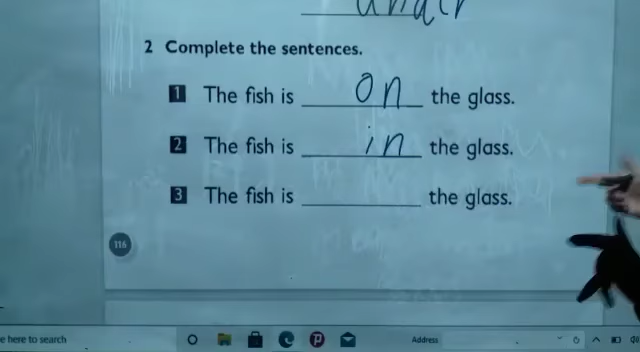 2 Complete the sentences.
1 The fish is on the glass.
2 The fish is in the glass.
3 The fish is ________ the glass.
116
e here to search
Address